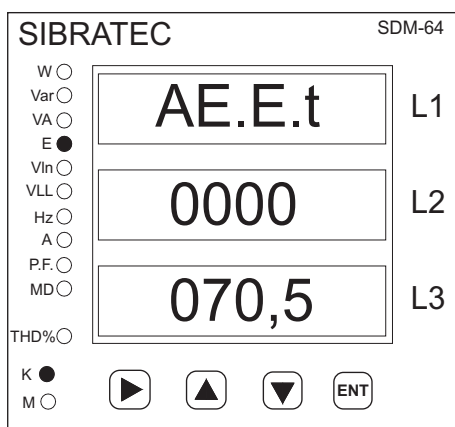 SIBRATEC SDM-64
W
Var
VA
E
Vln
VLL
Hz
A
P.F.
MD
THD%
K
M
AE.E.t L1
0000 L2
070,5 L3
ENT